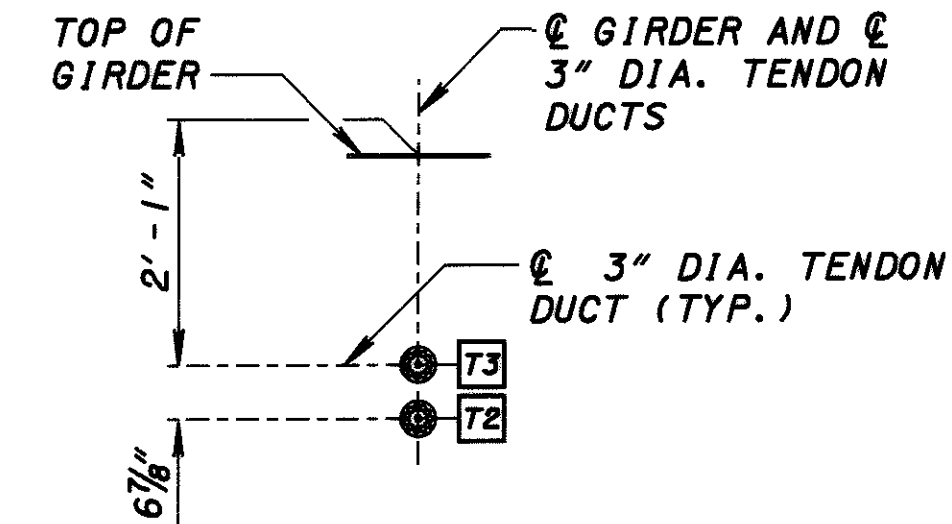 TOP OF
GIRDER
℄ GIRDER AND ℄
3" DIA. TENDON
DUCTS
2'-1"
℄ 3" DIA. TENDON
DUCT (TYP.)
T3
T2
6⅞"